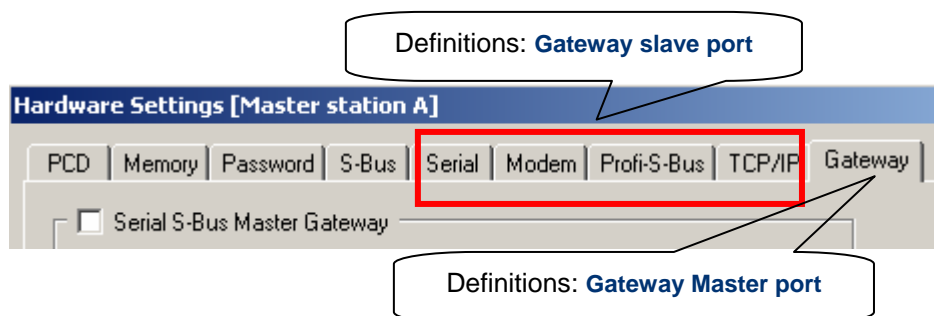 Definitions: Gateway slave port
Hardware Settings [Master station A]
PCD Memory Password S-Bus Serial Modem Profi-S-Bus TCP/IP Gateway
Serial S-Bus Master Gateway
Definitions: Gateway Master port